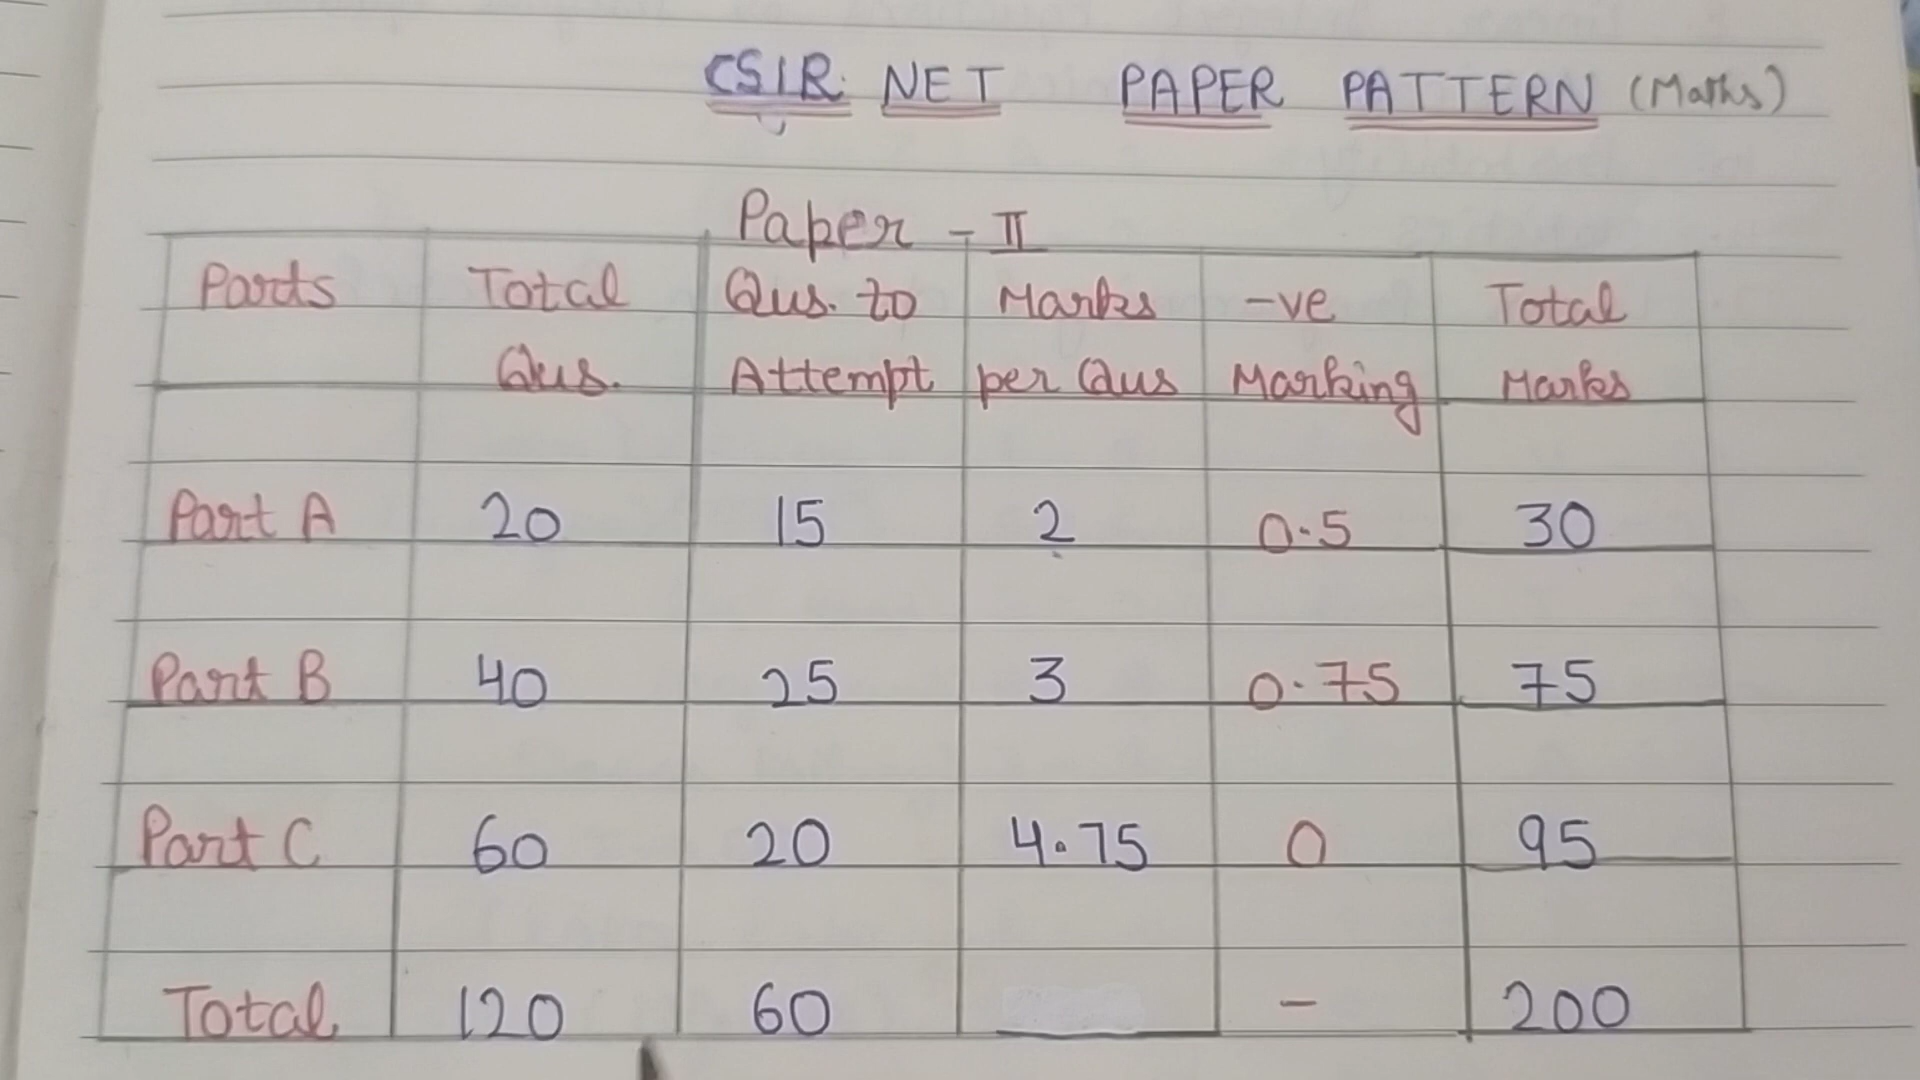 CSIR NET PAPER PATTERN (Maths)
Paper - II
Parts Total Qus. to Marks -ve Total
Qus. Attempt per Qus Marking Marks
Part A 20 15 2 0.5 30
Part B 40 25 3 0.75 75
Part C 60 20 4.75 0 95
Total 120 60 - 200